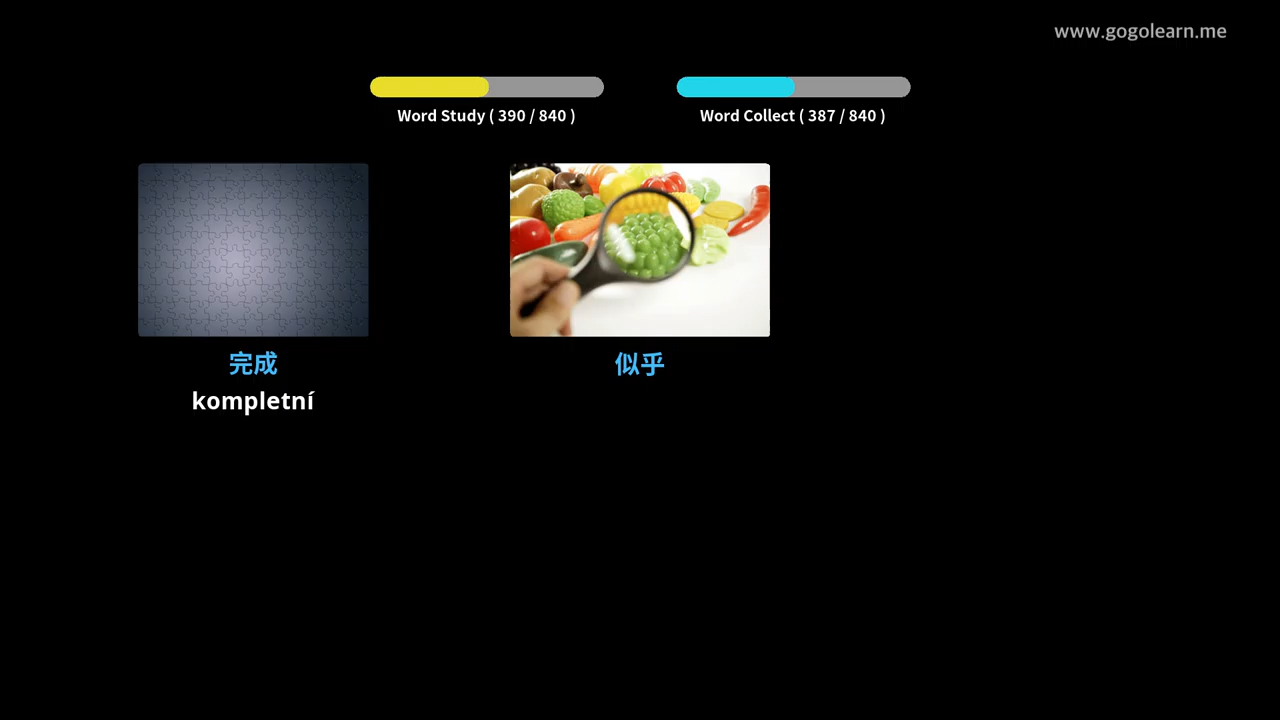 www.gogolearn.me
Word Study ( 390 / 840 )
Word Collect ( 387 / 840 )
完成
似乎
kompletní